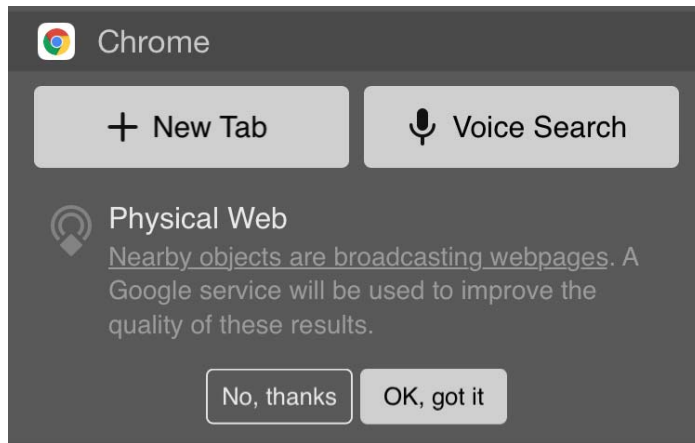 Chrome
+ New Tab
Voice Search
Physical Web
Nearby objects are broadcasting webpages. A
Google service will be used to improve the
quality of these results.
No, thanks
OK, got it